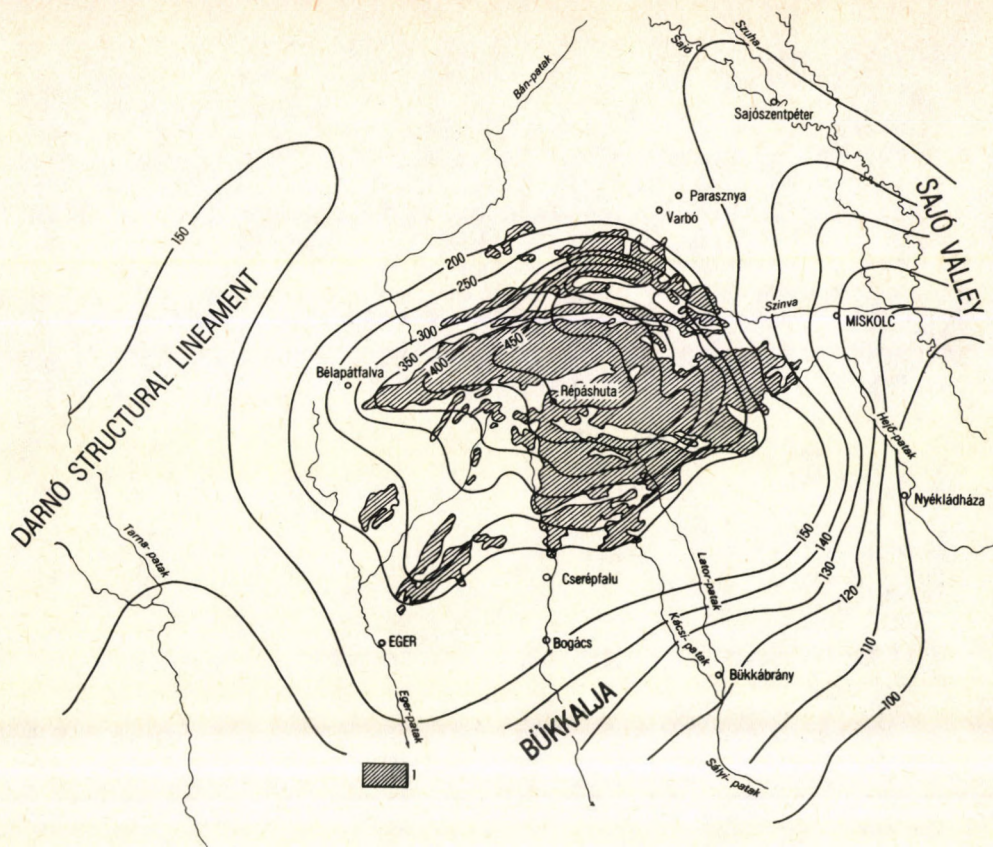 Szuha
Sajó
Bán-patak
Sajószentpéter
Parasznya
Varbó
SAJÓ VALLEY
150
200
250
300
350
400
450
Szinva
MISKOLC
DARNÓ STRUCTURAL LINEAMENT
Bélapátfalva
Répáshuta
Hejő-patak
Nyékládháza
Tarna-patak
150
140
130
120
110
100
Cserépfalu
Lator-patak
Kácsi-patak
EGER
Bogács
Bükkábrány
Eger-patak
BÜKKALJA
Sályi-patak
1